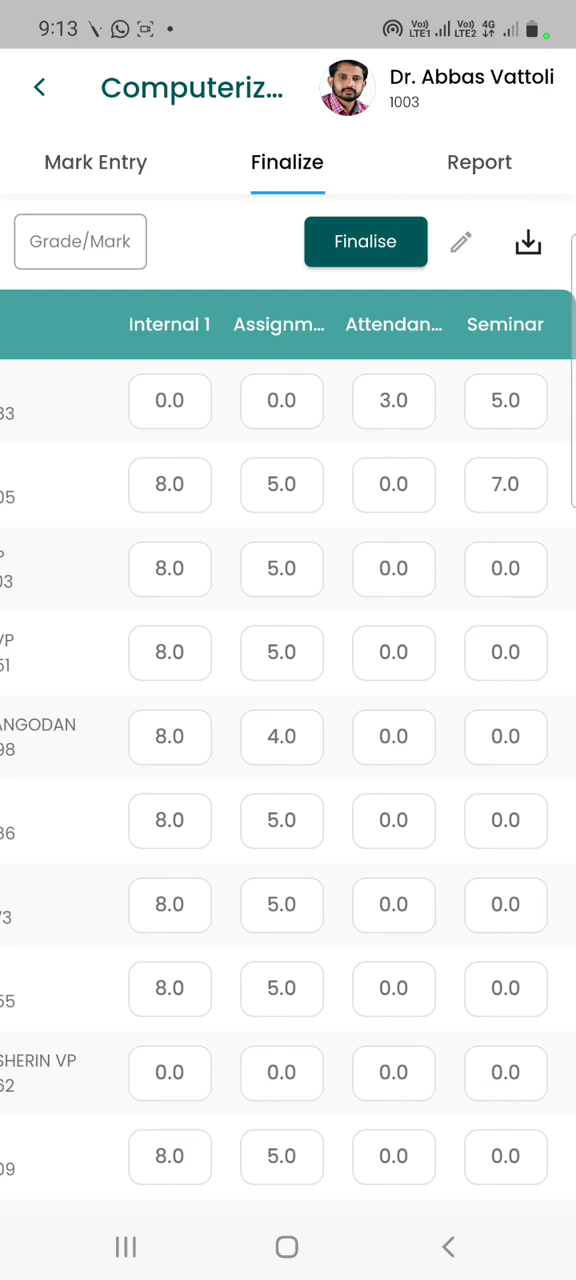 9:13 Vo)) LTE1 Vo)) LTE2 4G
Computeriz... Dr. Abbas Vattoli
1003
Mark Entry Finalize Report
Grade/Mark Finalise
Internal 1 Assignm... Attendan... Seminar
0.0 0.0 3.0 5.0
33
8.0 5.0 0.0 7.0
05
P
8.0 5.0 0.0 0.0
03
VP
8.0 5.0 0.0 0.0
51
ANGODAN
8.0 4.0 0.0 0.0
98
8.0 5.0 0.0 0.0
36
8.0 5.0 0.0 0.0
73
8.0 5.0 0.0 0.0
55
SHERIN VP
0.0 0.0 0.0 0.0
62
8.0 5.0 0.0 0.0
09